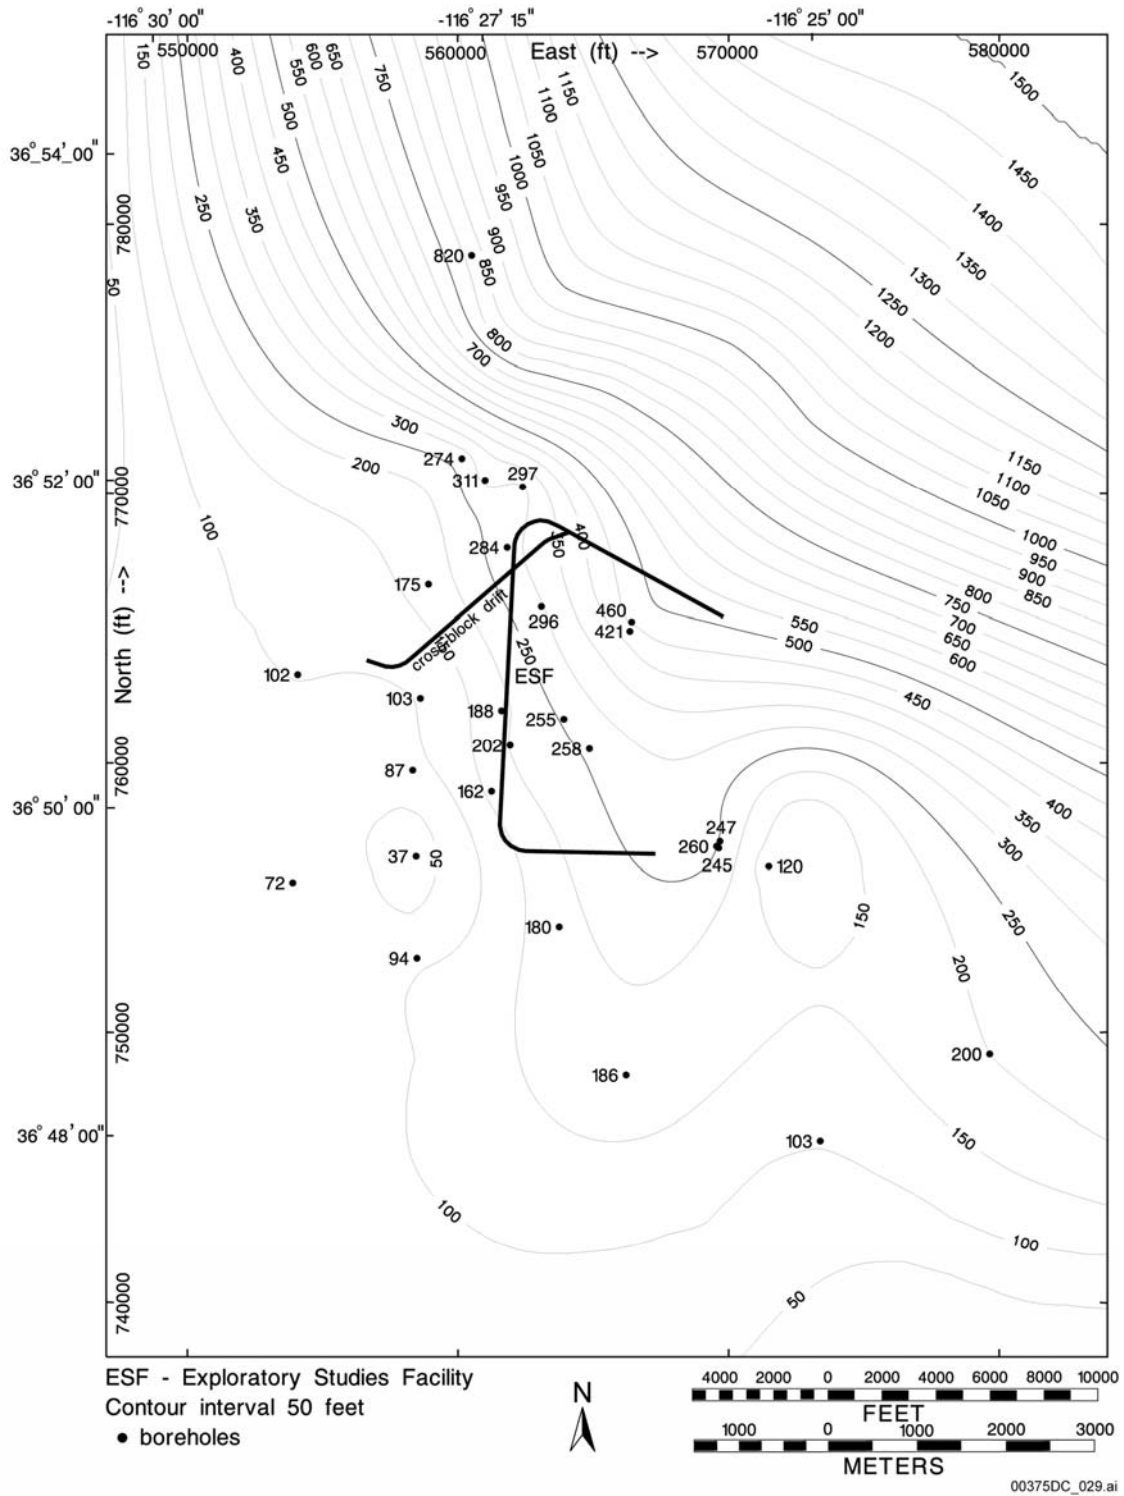 -116° 30' 00" -116° 27' 15" -116° 25' 00"
550000 560000 East (ft) --> 570000 580000
150 400 550 600 650 750 1150 1100 1500
500 1050
36°_54'_00"
450 1000 1450
250 350 950 1400
780000
900 1350
820 850 1300
50 1250
800 1200
700
300
274 200 297 1150
36° 52' 00" 311 1100
770000 1050
100 400 1000
284 350 950
900
175 800 850
cross-block drift 296 460 750
421 550 700
North (ft) --> 500 650
250 600
102 ESF
103 188 255 450
202 258
760000
87
36° 50' 00" 162 400
350
247 300
37 50 260
245 120
72
150 250
180
94 200
750000
200
186
36° 48' 00" 103 150
100
100
740000 50
ESF - Exploratory Studies Facility
Contour interval 50 feet
boreholes
N
4000 2000 0 2000 4000 6000 8000 10000
FEET
1000 0 1000 2000 3000
METERS
00375DC_029.ai